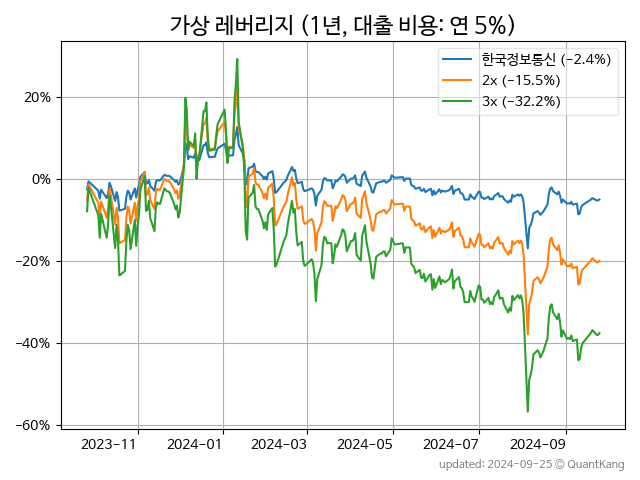 가상 레버리지 (1년, 대출 비용: 연 5%)
한국정보통신 (−2.4%)
2x (−15.5%)
3x (−32.2%)
20%
0%
−20%
−40%
−60%
2023-11 2024-01 2024-03 2024-05 2024-07 2024-09
updated: 2024-09-25 © QuantKang